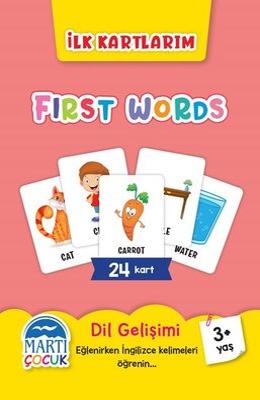 İLK KARTLARIM
FIRST WORDS
CAT
CARROT
WATER
24 kart
Dil Gelişimi
3+
yaş
MARTI
ÇOCUK
Eğlenirken İngilizce kelimeleri
öğrenin...